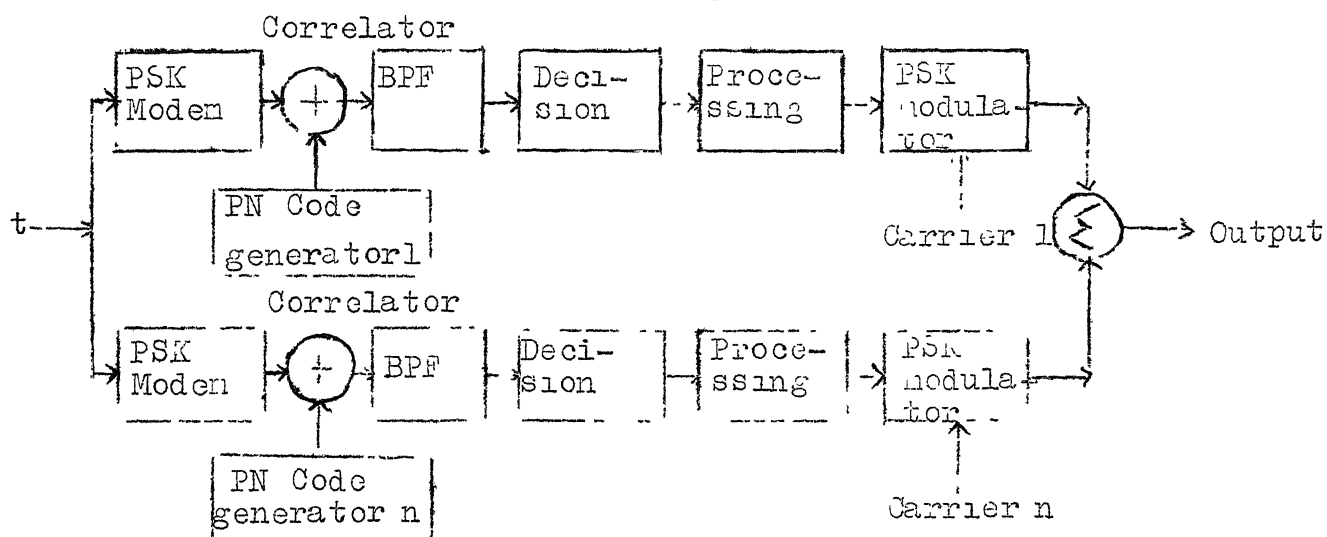 Correlator
PSK
Moden
BPF
Deci-
sion
Proce-
ssing
PSK
modula
tor
PN Code
generator1
t
Carrier 1
Σ
Output
Correlator
PSK
Moden
BPF
Deci-
sion
Proce-
ssing
PSK
modula
tor
PN Code
generator n
Carrier n